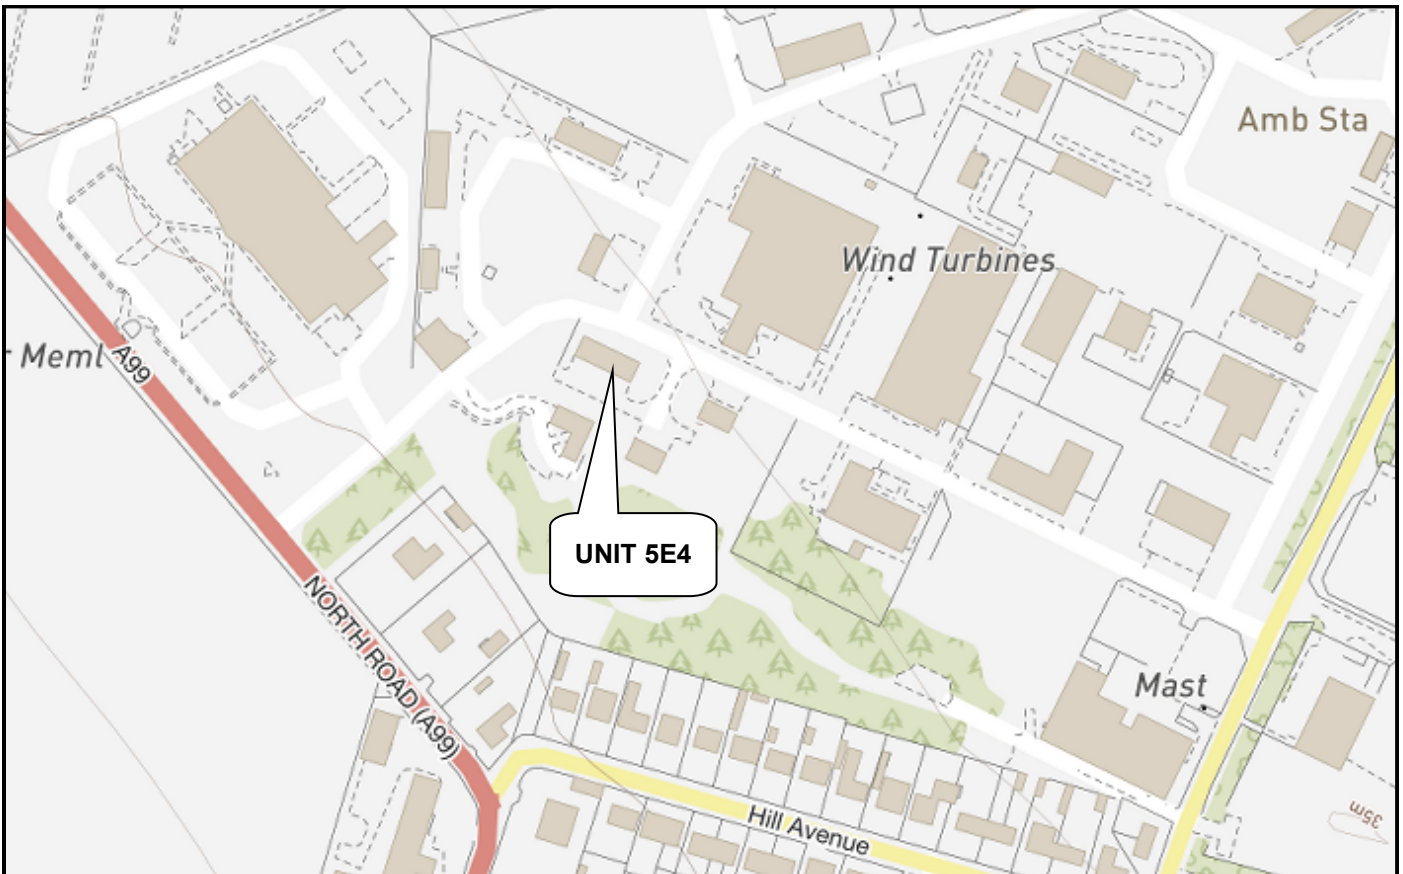 Amb Sta
Wind Turbines
Meml
A99
UNIT 5E4
NORTH ROAD (A99)
Mast
Hill Avenue
35m